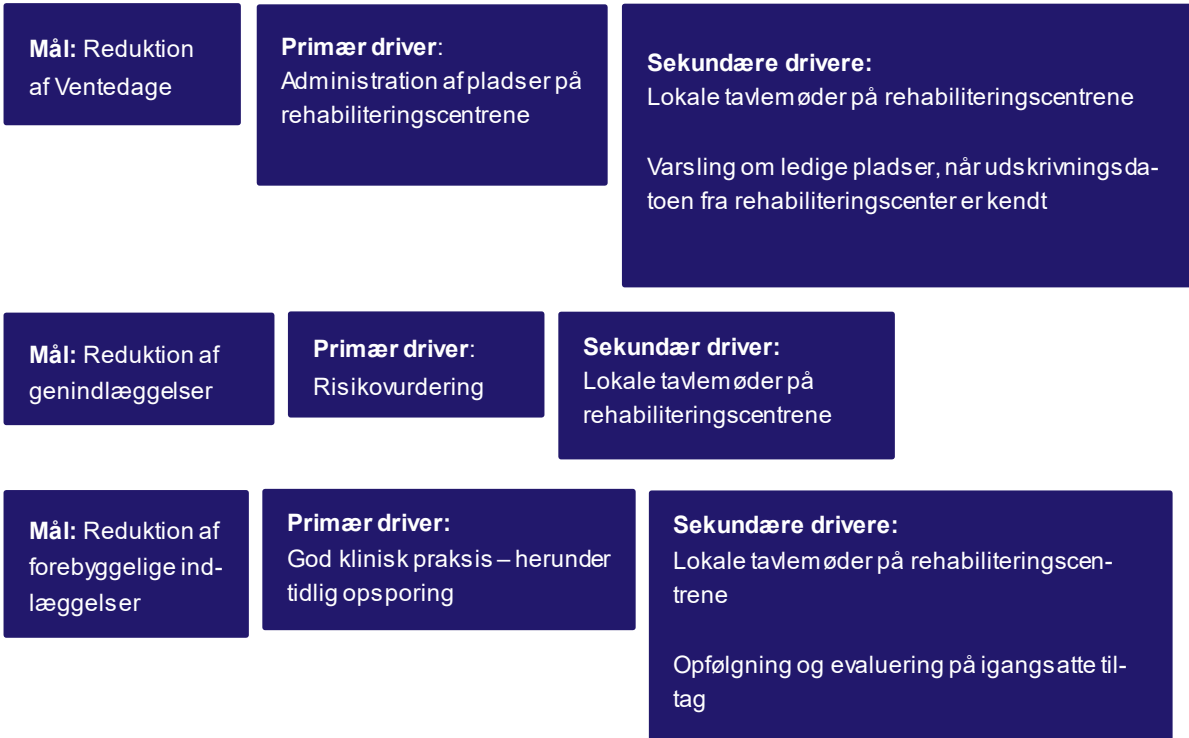 Mål: Reduktion
af Ventedage
Primær driver:
Administration af pladser på
rehabiliteringscentrene
Sekundære drivere:
Lokale tavlemøder på rehabiliteringscentrene
Varsling om ledige pladser, når udskrivningsda-
toen fra rehabiliteringscenter er kendt
Mål: Reduktion af
genindlæggelser
Primær driver:
Risikovurdering
Sekundær driver:
Lokale tavlemøder på
rehabiliteringscentrene
Mål: Reduktion af
forebyggelige ind-
læggelser
Primær driver:
God klinisk praksis – herunder
tidlig opsporing
Sekundære drivere:
Lokale tavlemøder på rehabiliteringscen-
trene
Opfølgning og evaluering på igangsatte til-
tag